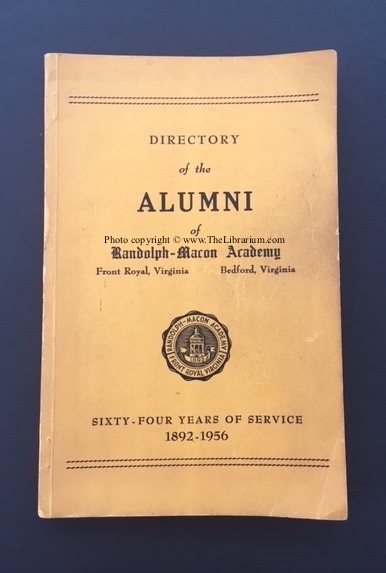 DIRECTORY
of the
ALUMNI
of
Photo copyright © www.TheLibrarium.com
Randolph-Macon Academy
Front Royal, Virginia Bedford, Virginia
RANDOLPH-MACON ACADEMY
1892
FRONT ROYAL VIRGINIA
SIXTY-FOUR YEARS OF SERVICE
1892-1956